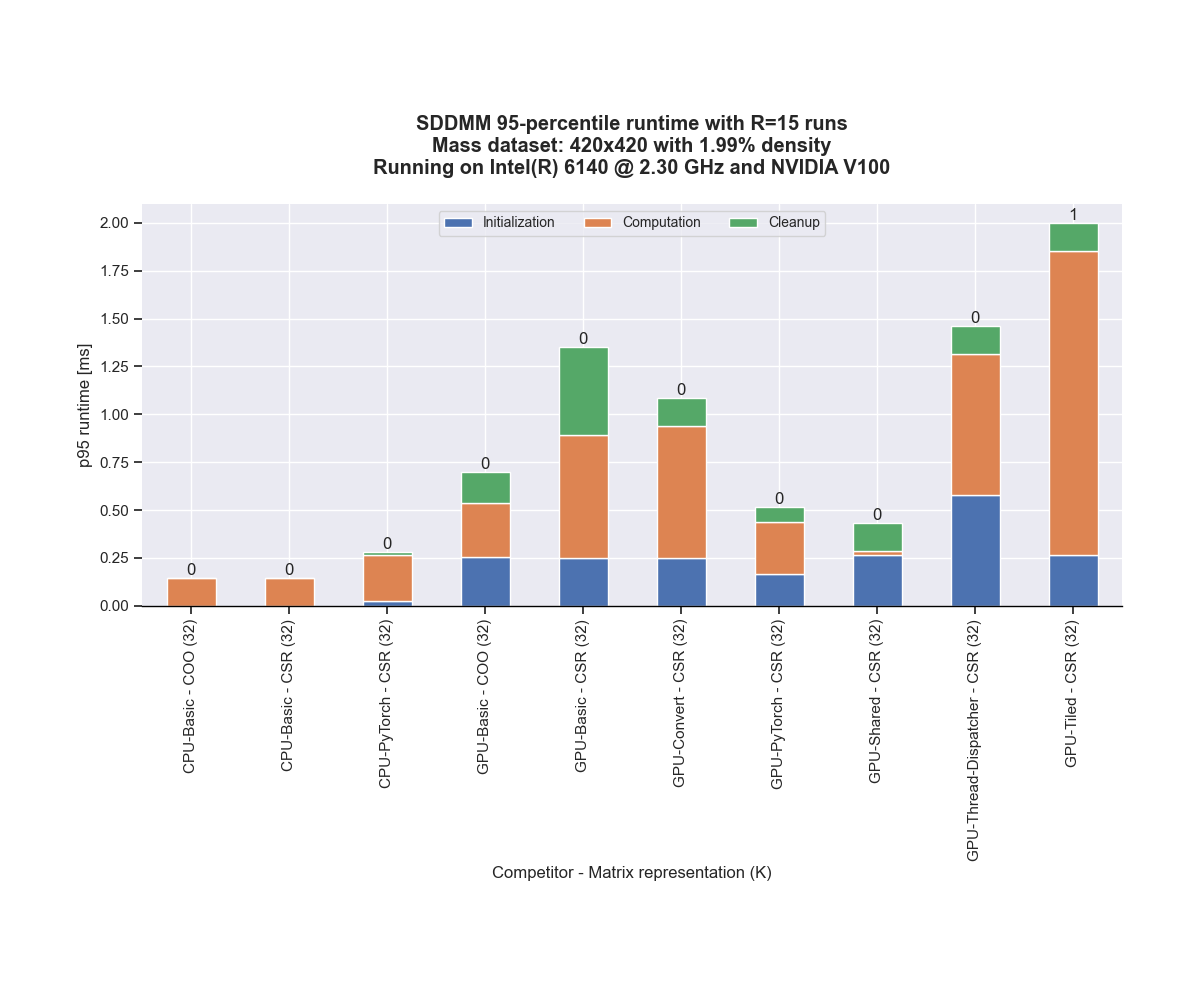 SDDMM 95-percentile runtime with R=15 runs
Mass dataset: 420x420 with 1.99% density
Running on Intel(R) 6140 @ 2.30 GHz and NVIDIA V100
Initialization Computation Cleanup
p95 runtime [ms]
2.00
1.75
1.50
1.25
1.00
0.75
0.50
0.25
0.00
0
0
0
0
0
0
0
0
0
1
CPU-Basic - COO (32)
CPU-Basic - CSR (32)
CPU-PyTorch - CSR (32)
GPU-Basic - COO (32)
GPU-Basic - CSR (32)
GPU-Convert - CSR (32)
GPU-PyTorch - CSR (32)
GPU-Shared - CSR (32)
GPU-Thread-Dispatcher - CSR (32)
GPU-Tiled - CSR (32)
Competitor - Matrix representation (K)